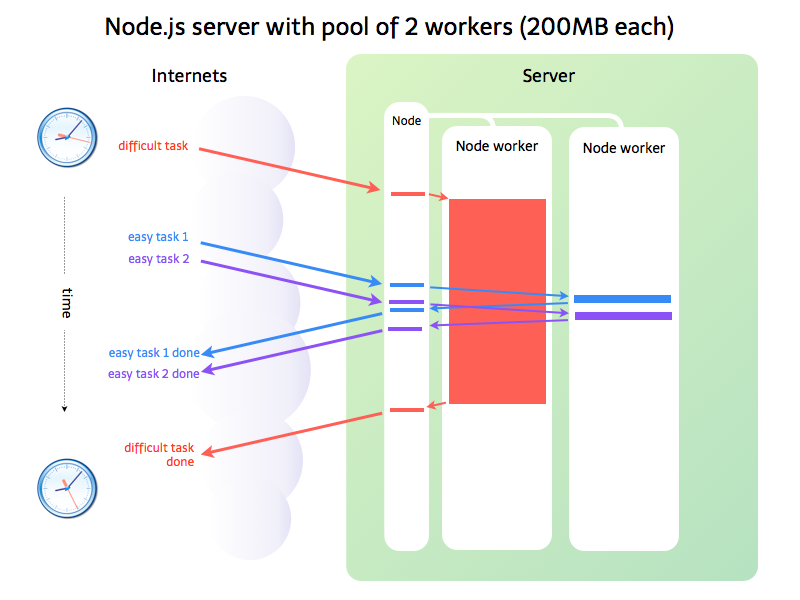 Node.js server with pool of 2 workers (200MB each)
Internets
Server
Node
Node worker
Node worker
difficult task
easy task 1
easy task 2
time
easy task 1 done
easy task 2 done
difficult task
done